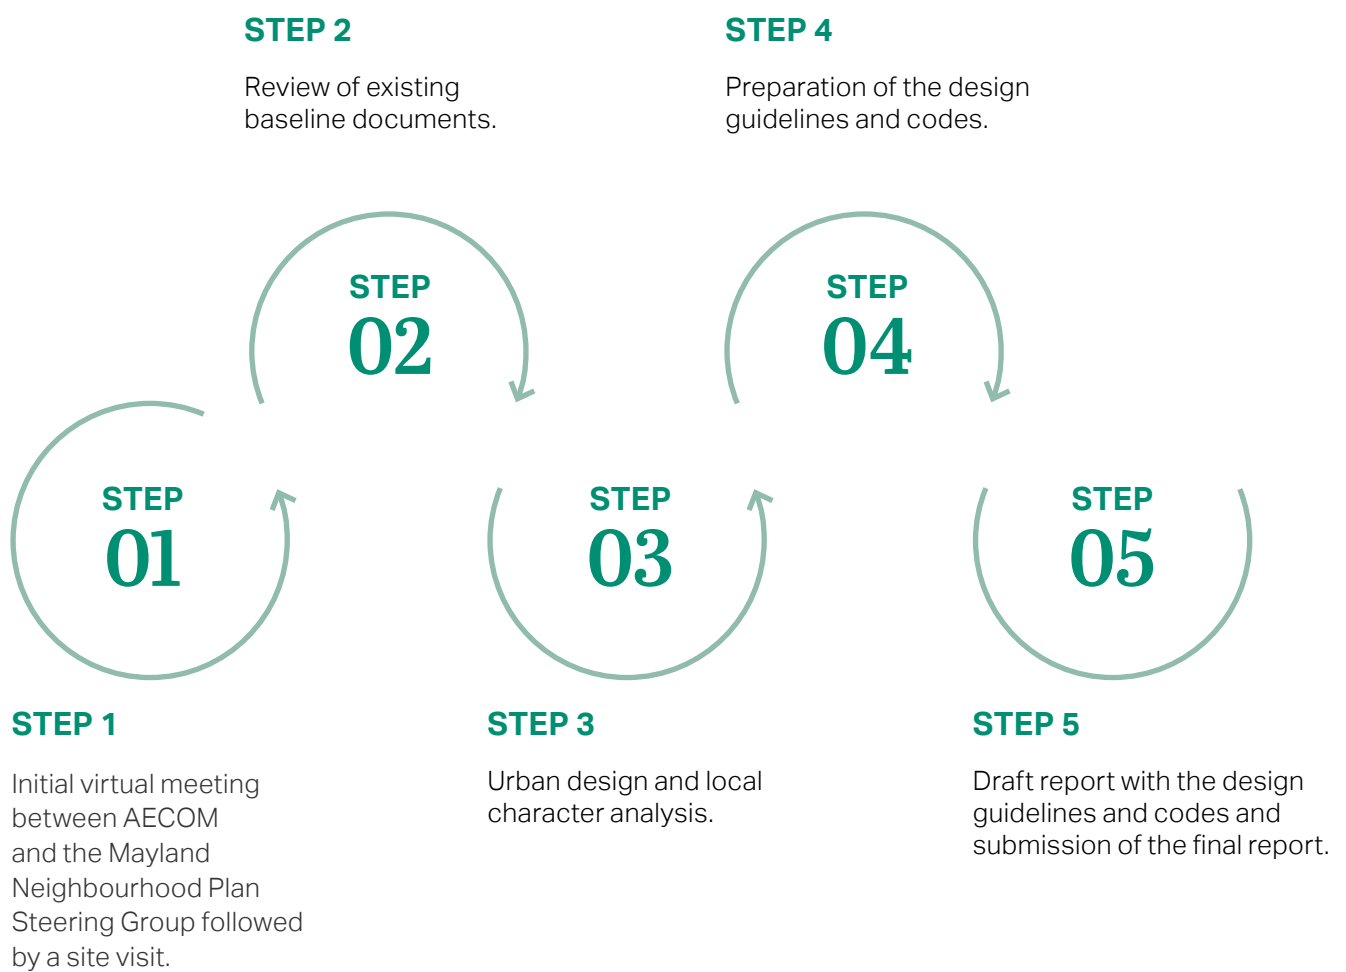 STEP 2
Review of existing
baseline documents.
STEP 4
Preparation of the design
guidelines and codes.
STEP
02
STEP
04
STEP
01
STEP
03
STEP
05
STEP 1
Initial virtual meeting
between AECOM
and the Mayland
Neighbourhood Plan
Steering Group followed
by a site visit.
STEP 3
Urban design and local
character analysis.
STEP 5
Draft report with the design
guidelines and codes and
submission of the final report.